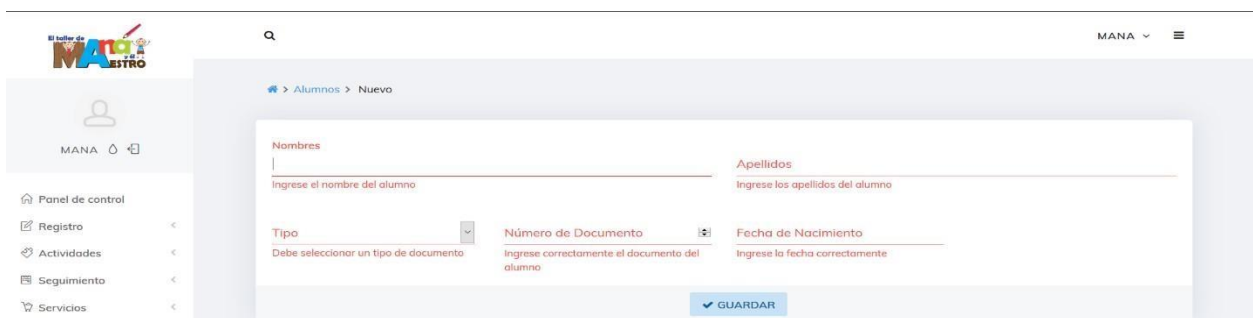 El taller de
MANA
y el
MAESTRO
MANA
Alumnos > Nuevo
MANA
Nombres
Ingrese el nombre del alumno
Apellidos
Ingrese los apellidos del alumno
Tipo
Debe seleccionar un tipo de documento
Número de Documento
Ingrese correctamente el documento del
alumno
Fecha de Nacimiento
Ingrese la fecha correctamente
Panel de control
Registro
Actividades
Seguimiento
Servicios
GUARDAR